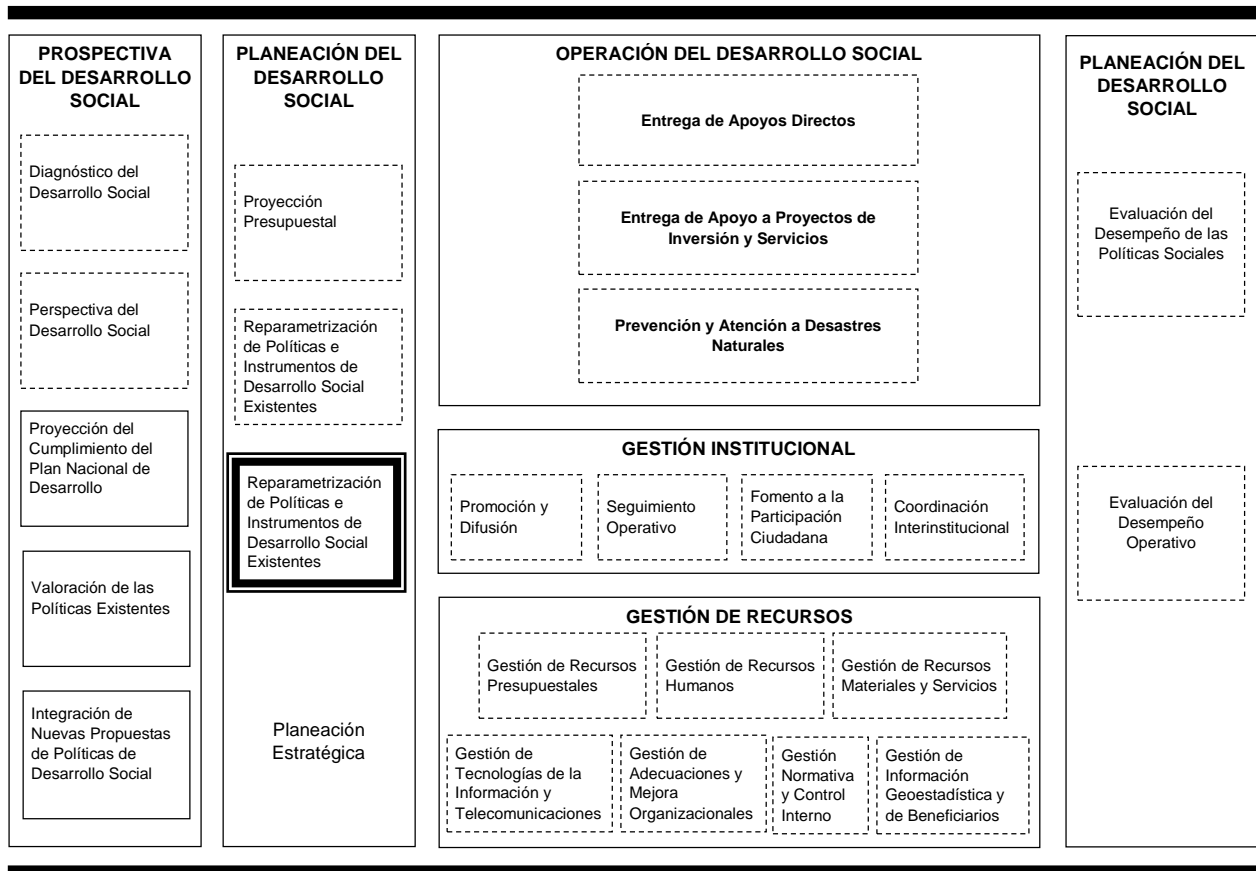 PROSPECTIVA
DEL DESARROLLO
SOCIAL
Diagnóstico del
Desarrollo Social
Perspectiva del
Desarrollo Social
Proyección del
Cumplimiento del
Plan Nacional de
Desarrollo
Valoración de las
Políticas Existentes
Integración de
Nuevas Propuestas
de Políticas de
Desarrollo Social
PLANEACIÓN DEL
DESARROLLO
SOCIAL
Proyección
Presupuestal
Reparametrización
de Políticas e
Instrumentos de
Desarrollo Social
Existentes
Reparametrización
de Políticas e
Instrumentos de
Desarrollo Social
Existentes
Planeación
Estratégica
OPERACIÓN DEL DESARROLLO SOCIAL
Entrega de Apoyos Directos
Entrega de Apoyo a Proyectos de
Inversión y Servicios
Prevención y Atención a Desastres
Naturales
GESTIÓN INSTITUCIONAL
Promoción y
Difusión
Seguimiento
Operativo
Fomento a la
Participación
Ciudadana
Coordinación
Interinstitucional
GESTIÓN DE RECURSOS
Gestión de Recursos
Presupuestales
Gestión de Recursos
Humanos
Gestión de Recursos
Materiales y Servicios
Gestión de
Tecnologías de la
Información y
Telecomunicaciones
Gestión de
Adecuaciones y
Mejora
Organizacionales
Gestión
Normativa
y Control
Interno
Gestión de
Información
Geoestadística y
de Beneficiarios
PLANEACIÓN DEL
DESARROLLO
SOCIAL
Evaluación del
Desempeño de las
Políticas Sociales
Evaluación del
Desempeño
Operativo